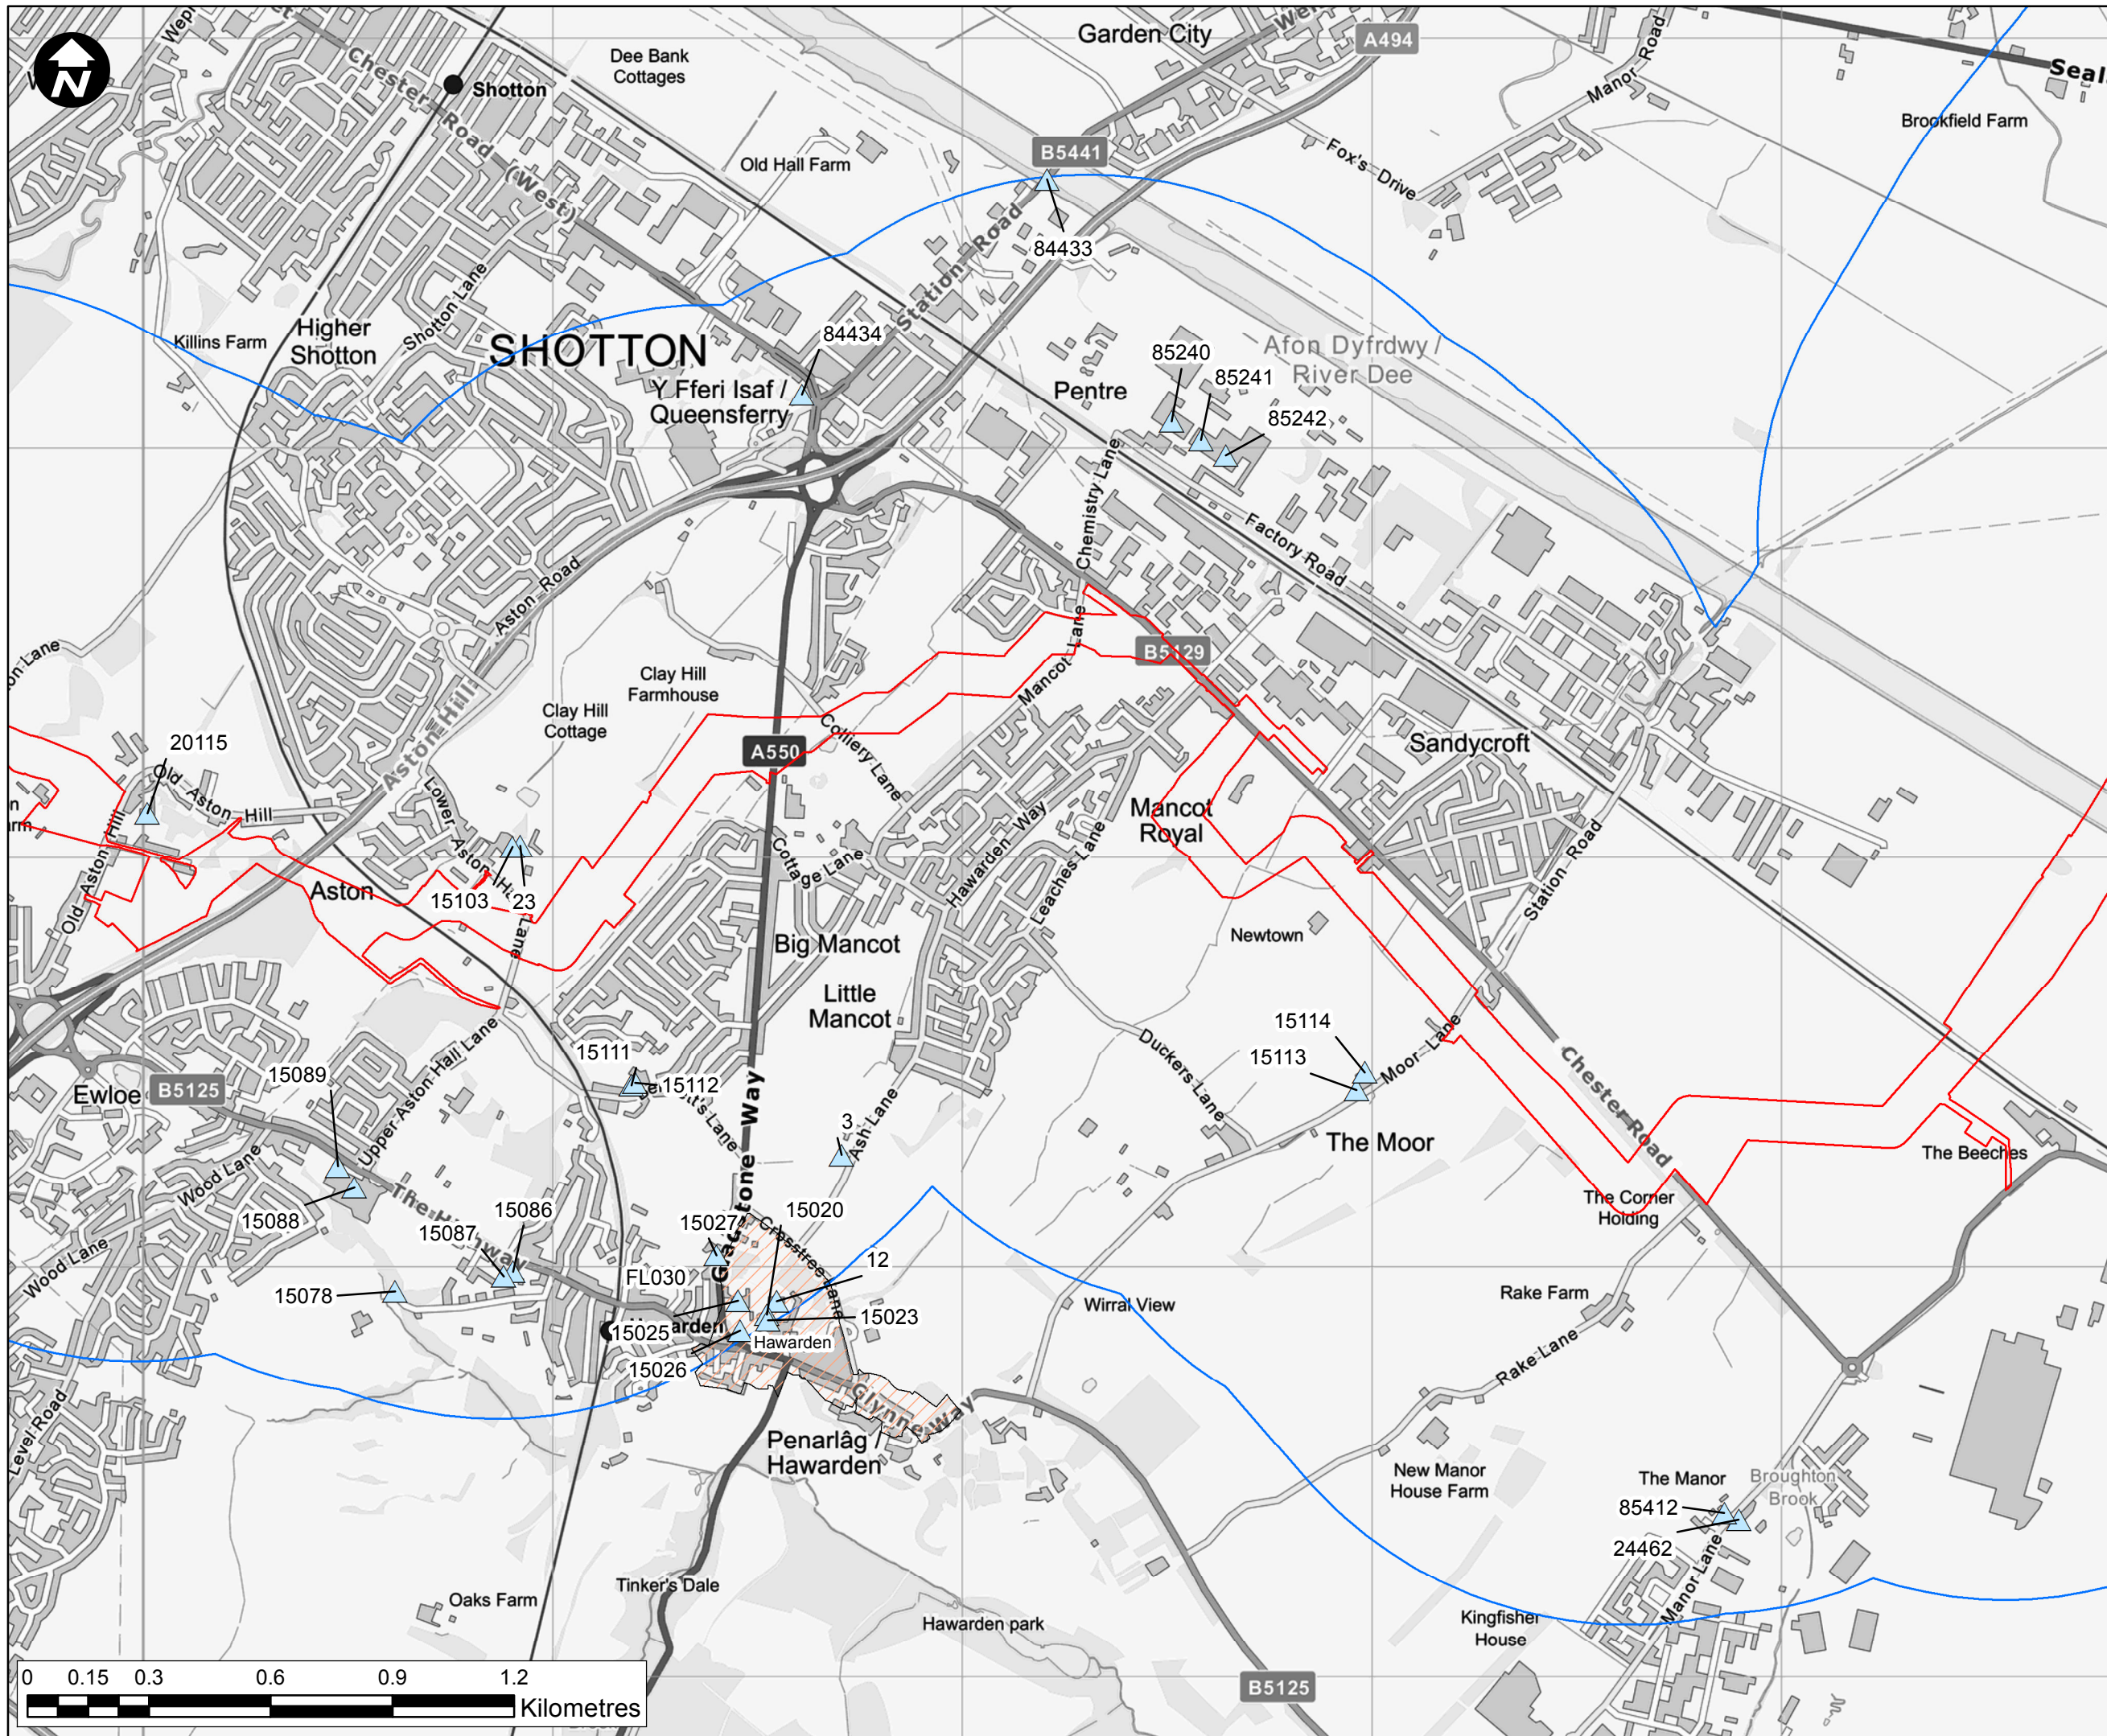 N
Garden City
A494
Dee Bank
Cottages
Chester Road (West)
Shotton
Manor Road
Brookfield Farm
B5441
Old Hall Farm
Fox's Drive
84433
Station Road
Killins Farm
Higher
Shotton
Shotton Lane
SHOTTON
84434
Y Fferi Isaf /
Queensferry
Pentre
85240
85241
85242
Afon Dyfrdwy /
River Dee
Chemistry Lane
Factory Road
Aston Road
Clay Hill
Farmhouse
Clay Hill
Cottage
Mancot Lane
B5129
Aston Hill
Colliery Lane
A550
Sandycroft
20115
Old Aston Hill
Old Aston Hill
Lower Aston Hall Lane
Mancot
Royal
Cottage Lane
Hawarden Way
Leaches Lane
Station Road
Aston
15103
23
Newtown
Big Mancot
Little
Mancot
15114
15113
Moor Lane
Duckers Lane
15111
15112
Gladstone Way
Ewloe
B5125
15089
Upper Aston Hall Lane
3
Ash Lane
The Moor
Chester Road
The Beeches
Wood Lane
15088
The Highway
15086
15087
15027
15020
Crosstree Lane
12
The Corner
Holding
Wood Lane
15078
FL030
15025
Hawarden
15023
15026
Hawarden
Wirral View
Rake Farm
Rake Lane
Level Road
Glynne Way
Penarlâg
Hawarden
New Manor
House Farm
The Manor
Broughton
Brook
85412
24462
Manor Lane
Tinker's Dale
Oaks Farm
Hawarden park
Kingfisher
House
B5125
0 0.15 0.3 0.6 0.9 1.2
Kilometres